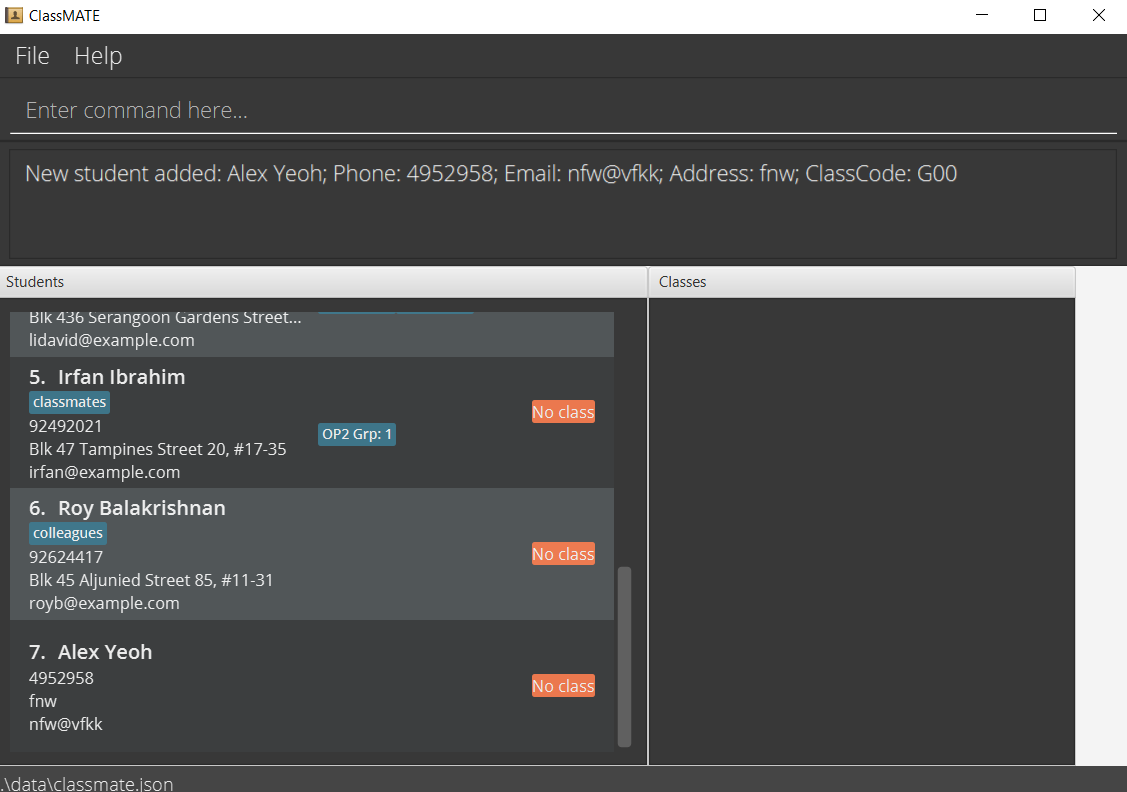 ClassMATE
File Help
Enter command here...
New student added: Alex Yeoh; Phone: 4952958; Email: nfw@vfkk; Address: fnw; ClassCode: G00
Students
Classes
Blk 436 Serangoon Gardens Street...
lidavid@example.com
5. Irfan Ibrahim
classmates
92492021
Blk 47 Tampines Street 20, #17-35
irfan@example.com
OP2 Grp: 1
No class
6. Roy Balakrishnan
colleagues
92624417
Blk 45 Aljunied Street 85, #11-31
royb@example.com
No class
7. Alex Yeoh
4952958
fnw
nfw@vfkk
No class
.\data\classmate.json